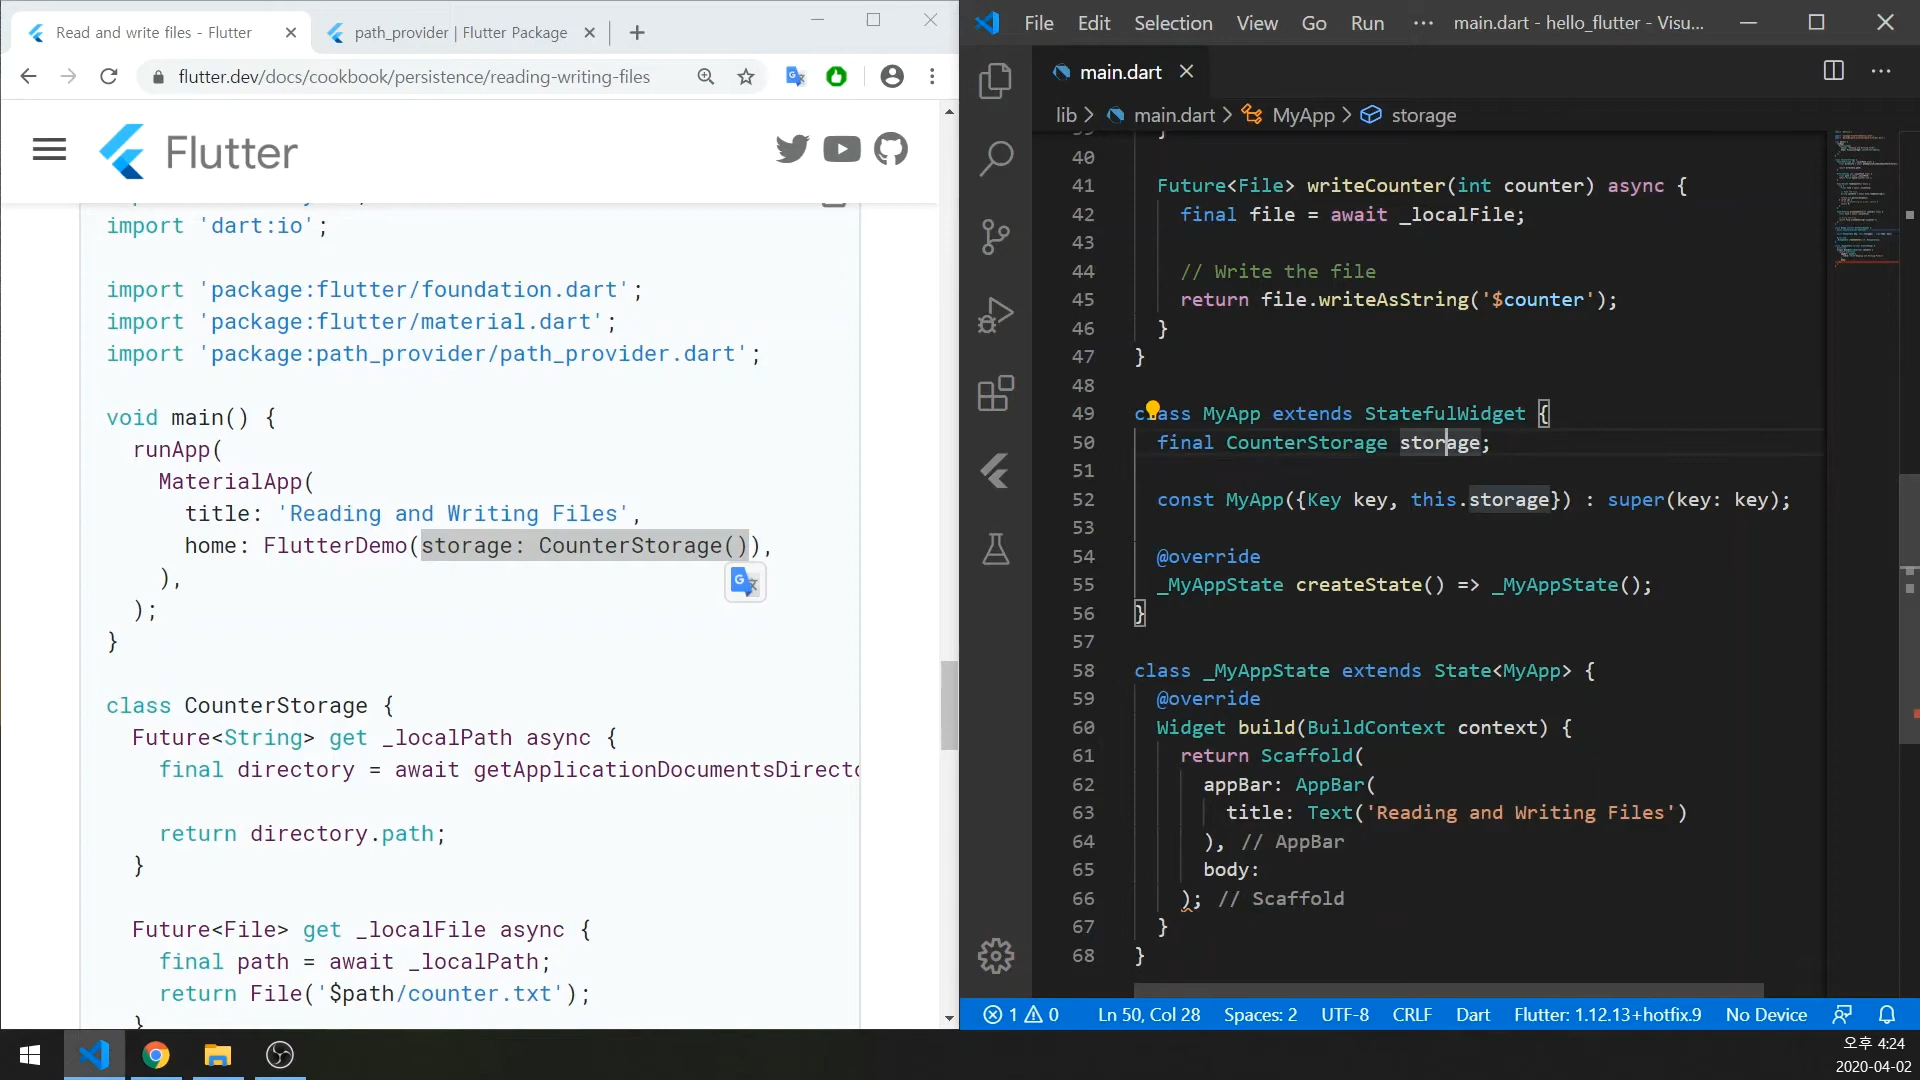 Read and write files - Flutter
path_provider | Flutter Package
flutter.dev/docs/cookbook/persistence/reading-writing-files
Flutter
import 'dart:io';
import 'package:flutter/foundation.dart';
import 'package:flutter/material.dart';
import 'package:path_provider/path_provider.dart';
void main() {
runApp(
MaterialApp(
title: 'Reading and Writing Files',
home: FlutterDemo(storage: CounterStorage()),
),
);
}
class CounterStorage {
Future<String> get _localPath async {
final directory = await getApplicationDocumentsDirecto
return directory.path;
}
Future<File> get _localFile async {
final path = await _localPath;
return File('$path/counter.txt');
}
File Edit Selection View Go Run ··· main.dart - hello_flutter - Visu...
main.dart
lib > main.dart > MyApp > storage
40
41 Future<File> writeCounter(int counter) async {
42 final file = await _localFile;
43
44 // Write the file
45 return file.writeAsString('$counter');
46 }
47 }
48
49 class MyApp extends StatefulWidget {
50 final CounterStorage storage;
51
52 const MyApp({Key key, this.storage}) : super(key: key);
53
54 @override
55 _MyAppState createState() => _MyAppState();
56 }
57
58 class _MyAppState extends State<MyApp> {
59 @override
60 Widget build(BuildContext context) {
61 return Scaffold(
62 appBar: AppBar(
63 title: Text('Reading and Writing Files')
64 ), // AppBar
65 body:
66 ); // Scaffold
67 }
68 }
1 0 Ln 50, Col 28 Spaces: 2 UTF-8 CRLF Dart Flutter: 1.12.13+hotfix.9 No Device
오후 4:24
2020-04-02